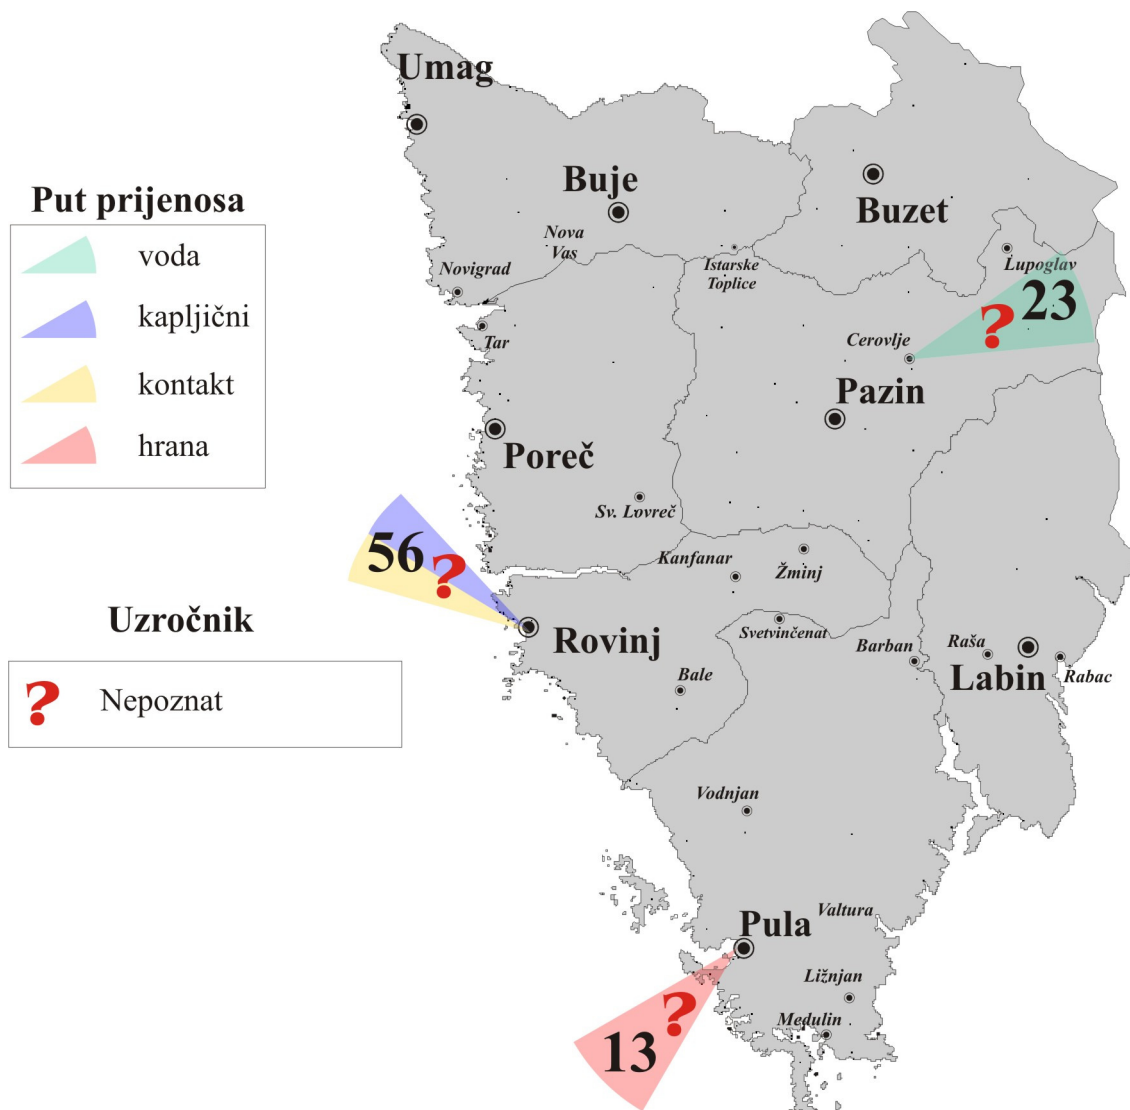 Umag
Buje
Buzet
Put prijenosa
voda
kapljični
kontakt
hrana
Nova
Vas
Novigrad
Istarske
Toplice
Lupoglav
? 23
Tar
Cerovlje
Pazin
Poreč
Sv. Lovreč
56 ?
Kanfanar
Žminj
Uzročnik
? Nepoznat
Rovinj
Svetvinčenat
Barban
Raša
Labin
Rabac
Bale
Vodnjan
Valtura
Pula
Ližnjan
Medulin
13 ?